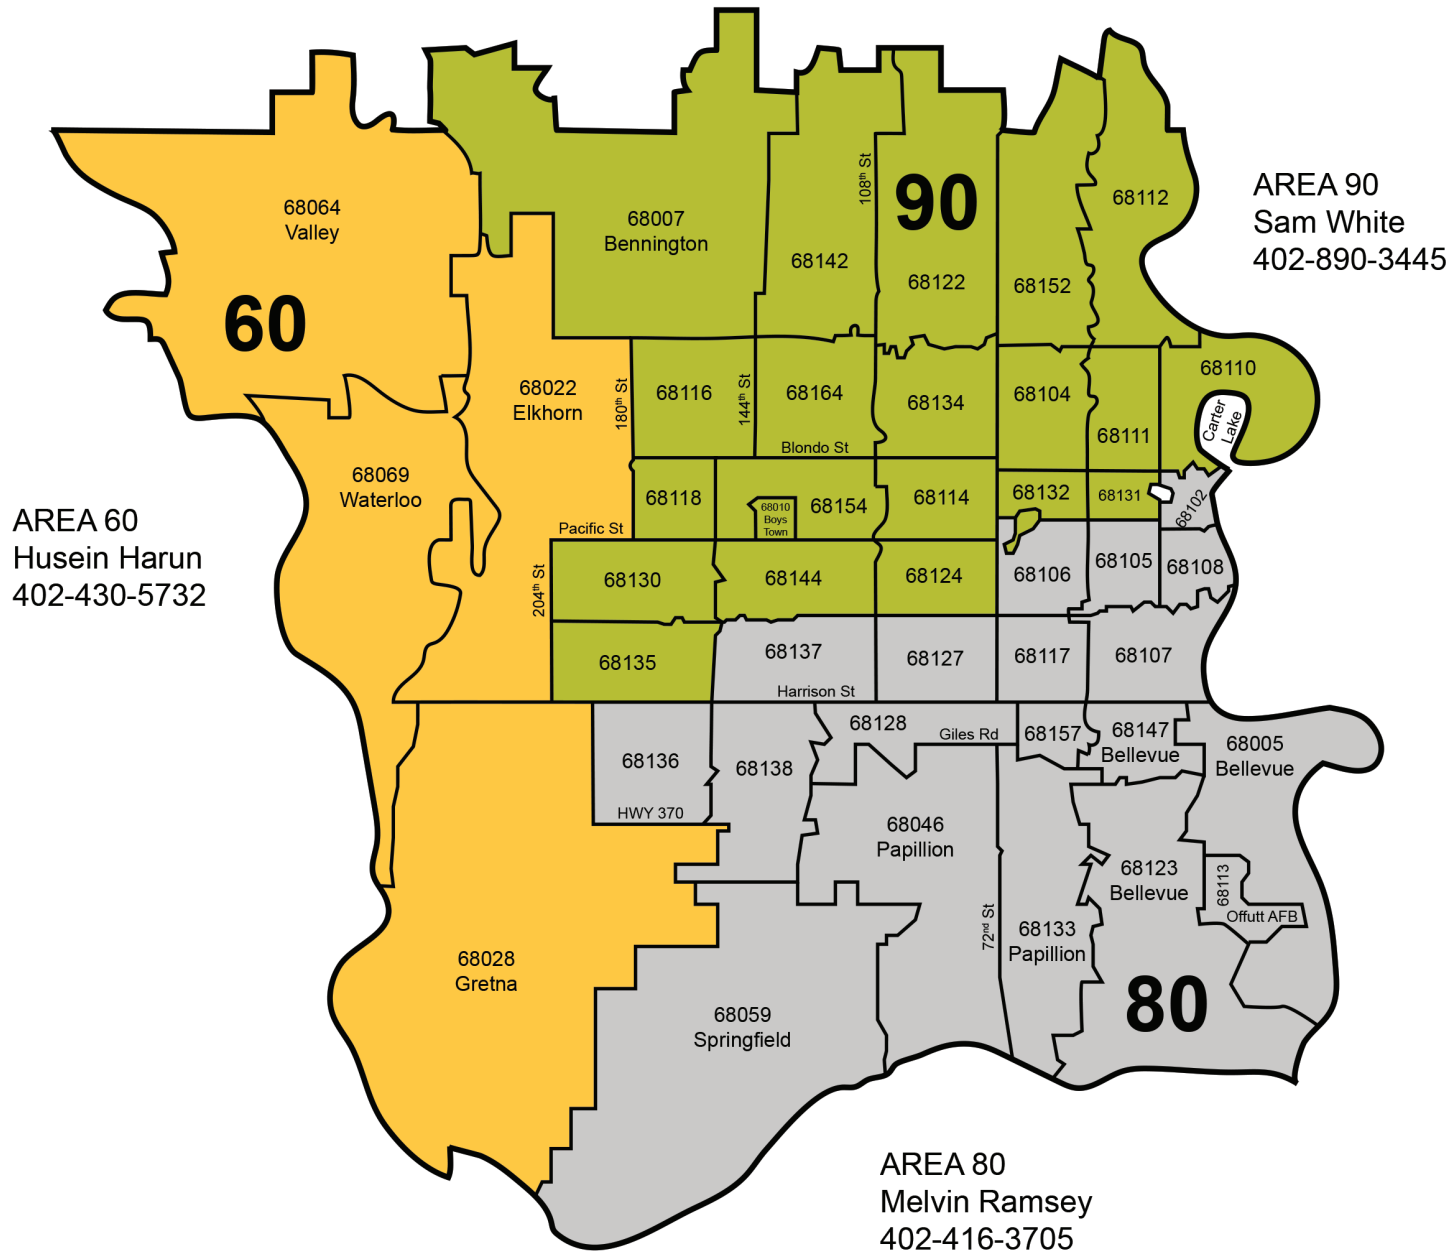 68064
Valley
60
68007
Bennington
68142
108th St
90
68122
68152
68112
AREA 90
Sam White
402-890-3445
68022
Elkhorn
180th St
68116
144th St
68164
Blondo St
68134
68104
68111
68110
Carter
Lake
68069
Waterloo
AREA 60
Husein Harun
402-430-5732
Pacific St
68118
68010
Boys
Town
68154
68114
68132
68131
68102
204th St
68130
68144
68124
68106
68105
68108
68135
68137
Harrison St
68127
68117
68107
68136
HWY 370
68138
68128
Giles Rd
68157
68147
Bellevue
68005
Bellevue
68046
Papillion
72nd St
68133
Papillion
68123
Bellevue
68113
Offutt AFB
80
68028
Gretna
68059
Springfield
AREA 80
Melvin Ramsey
402-416-3705